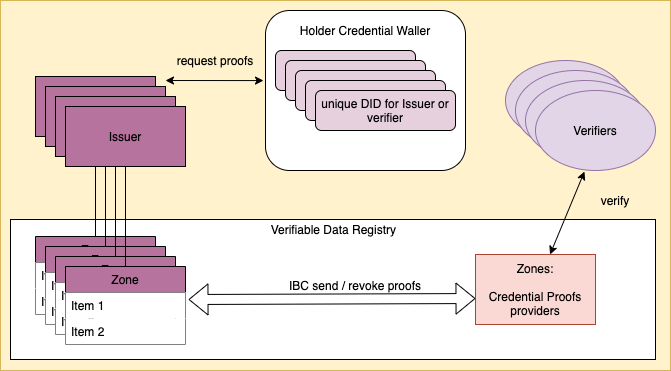 Holder Credential Waller
request proofs
unique DID for Issuer or
verifier
Issuer
Verifiers
verify
Verifiable Data Registry
Zone
Item 1
Item 2
IBC send / revoke proofs
Zones:
Credential Proofs
providers